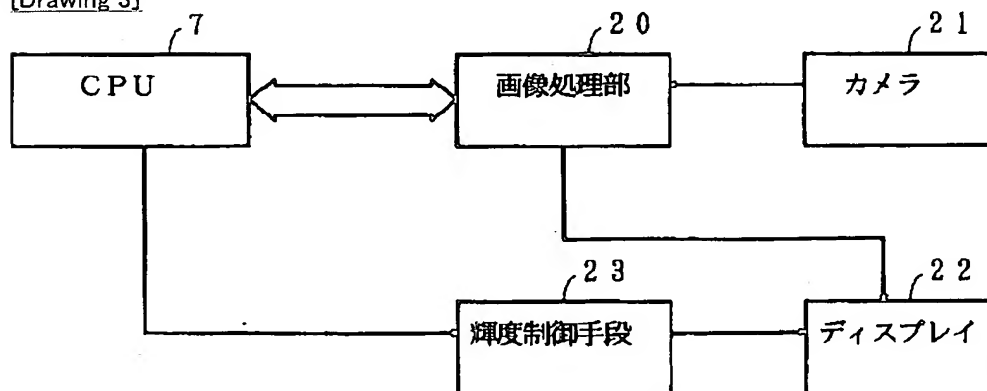 [Drawing 3]
7
CPU
20
画像処理部
21
カメラ
23
輝度制御手段
22
ディスプレイ